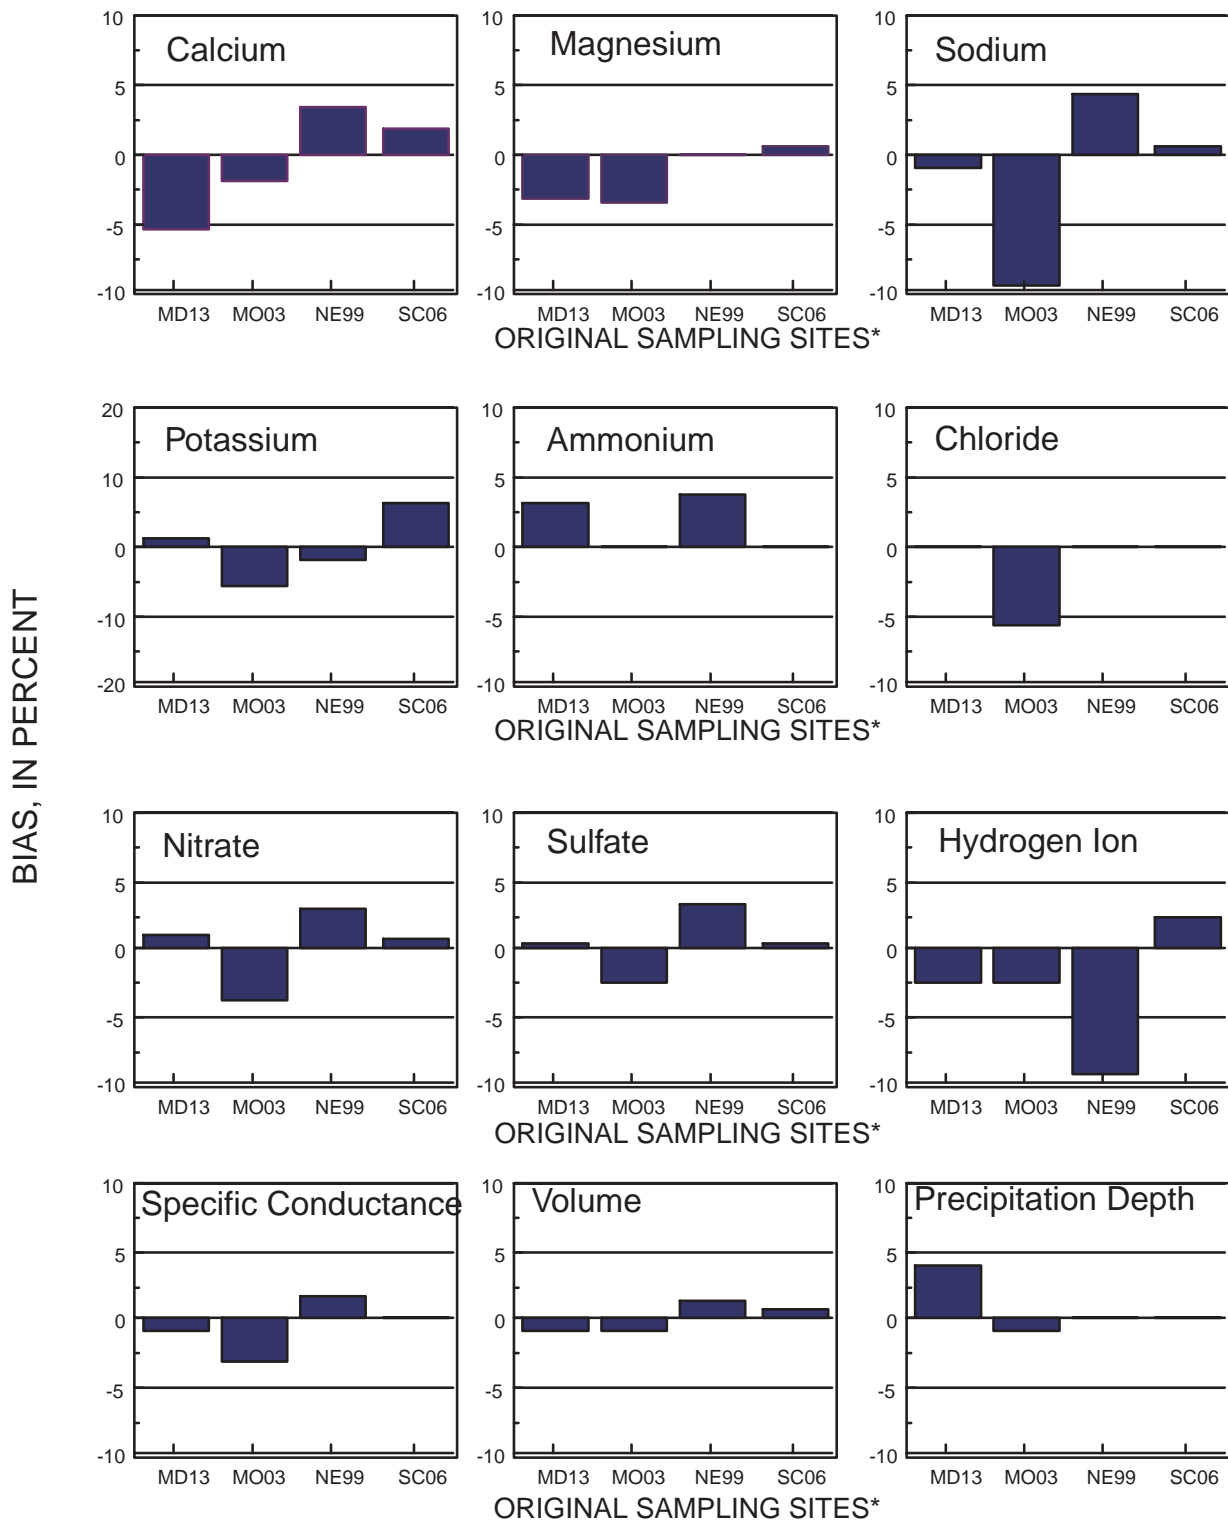 BIAS, IN PERCENT
Calcium
10
5
0
-5
-10
MD13 MO03 NE99 SC06
Magnesium
10
5
0
-5
-10
MD13 MO03 NE99 SC06
Sodium
10
5
0
-5
-10
MD13 MO03 NE99 SC06
ORIGINAL SAMPLING SITES*
Potassium
20
10
0
-10
-20
MD13 MO03 NE99 SC06
Ammonium
10
5
0
-5
-10
MD13 MO03 NE99 SC06
Chloride
10
5
0
-5
-10
MD13 MO03 NE99 SC06
ORIGINAL SAMPLING SITES*
Nitrate
10
5
0
-5
-10
MD13 MO03 NE99 SC06
Sulfate
10
5
0
-5
-10
MD13 MO03 NE99 SC06
Hydrogen Ion
10
5
0
-5
-10
MD13 MO03 NE99 SC06
ORIGINAL SAMPLING SITES*
Specific Conductance
10
5
0
-5
-10
MD13 MO03 NE99 SC06
Volume
10
5
0
-5
-10
MD13 MO03 NE99 SC06
Precipitation Depth
10
5
0
-5
-10
MD13 MO03 NE99 SC06
ORIGINAL SAMPLING SITES*